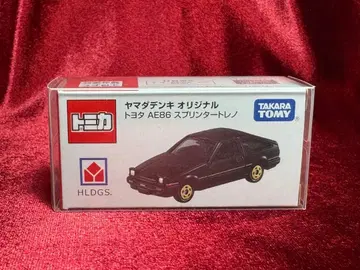 トミカ
ヤマダデンキ オリジナル
トヨタ AE86 スプリンタートレノ
TAKARA
TOMY
HLDGS.